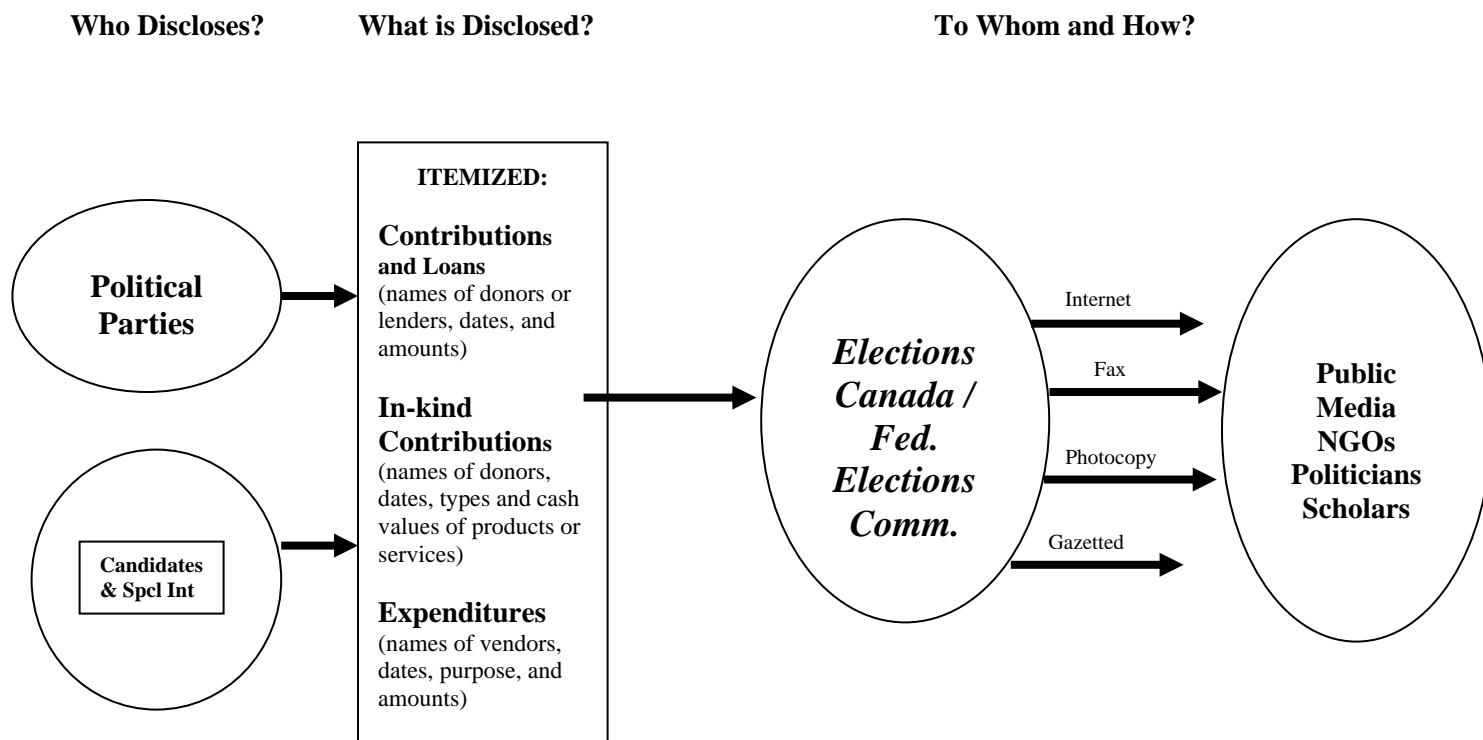 Who Discloses?
What is Disclosed?
To Whom and How?
Political
Parties
Candidates
& Spcl Int
ITEMIZED:
Contributions
and Loans
(names of donors or
lenders, dates, and
amounts)
In-kind
Contributions
(names of donors,
dates, types and cash
values of products or
services)
Expenditures
(names of vendors,
dates, purpose, and
amounts)
Elections
Canada /
Fed.
Elections
Comm.
Internet
Fax
Photocopy
Gazetted
Public
Media
NGOs
Politicians
Scholars